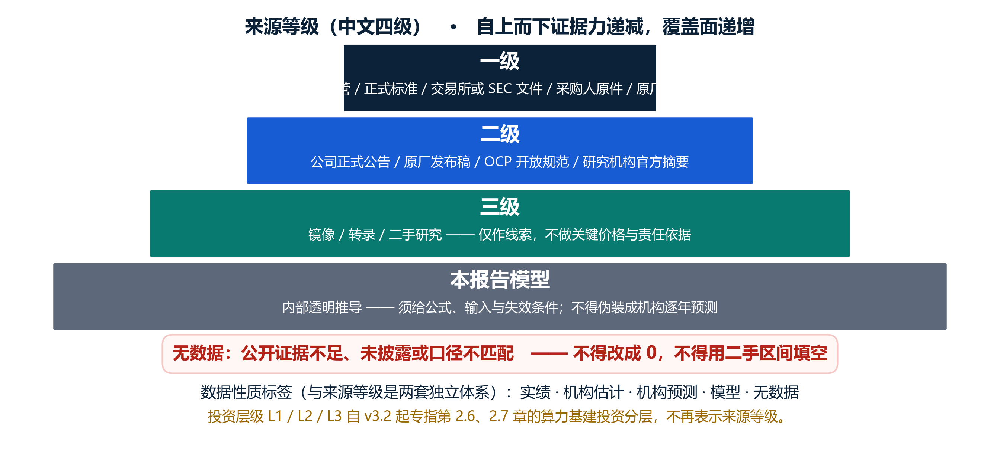 来源等级（中文四级） • 自上而下证据力递减，覆盖面递增
一级
管 / 正式标准 / 交易所或 SEC 文件 / 采购人原件 / 原厂
二级
公司正式公告 / 原厂发布稿 / OCP 开放规范 / 研究机构官方摘要
三级
镜像 / 转录 / 二手研究 —— 仅作线索，不做关键价格与责任依据
本报告模型
内部透明推导 —— 须给公式、输入与失效条件；不得伪装成机构逐年预测
无数据：公开证据不足、未披露或口径不匹配 —— 不得改成 0，不得用二手区间填空
数据性质标签（与来源等级是两套独立体系）：实绩 · 机构估计 · 机构预测 · 模型 · 无数据
投资层级 L1 / L2 / L3 自 v3.2 起专指第 2.6、2.7 章的算力基建投资分层，不再表示来源等级。